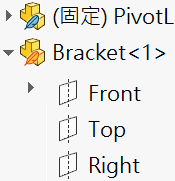 (固定) PivotL
Bracket<1>
Front
Top
Right